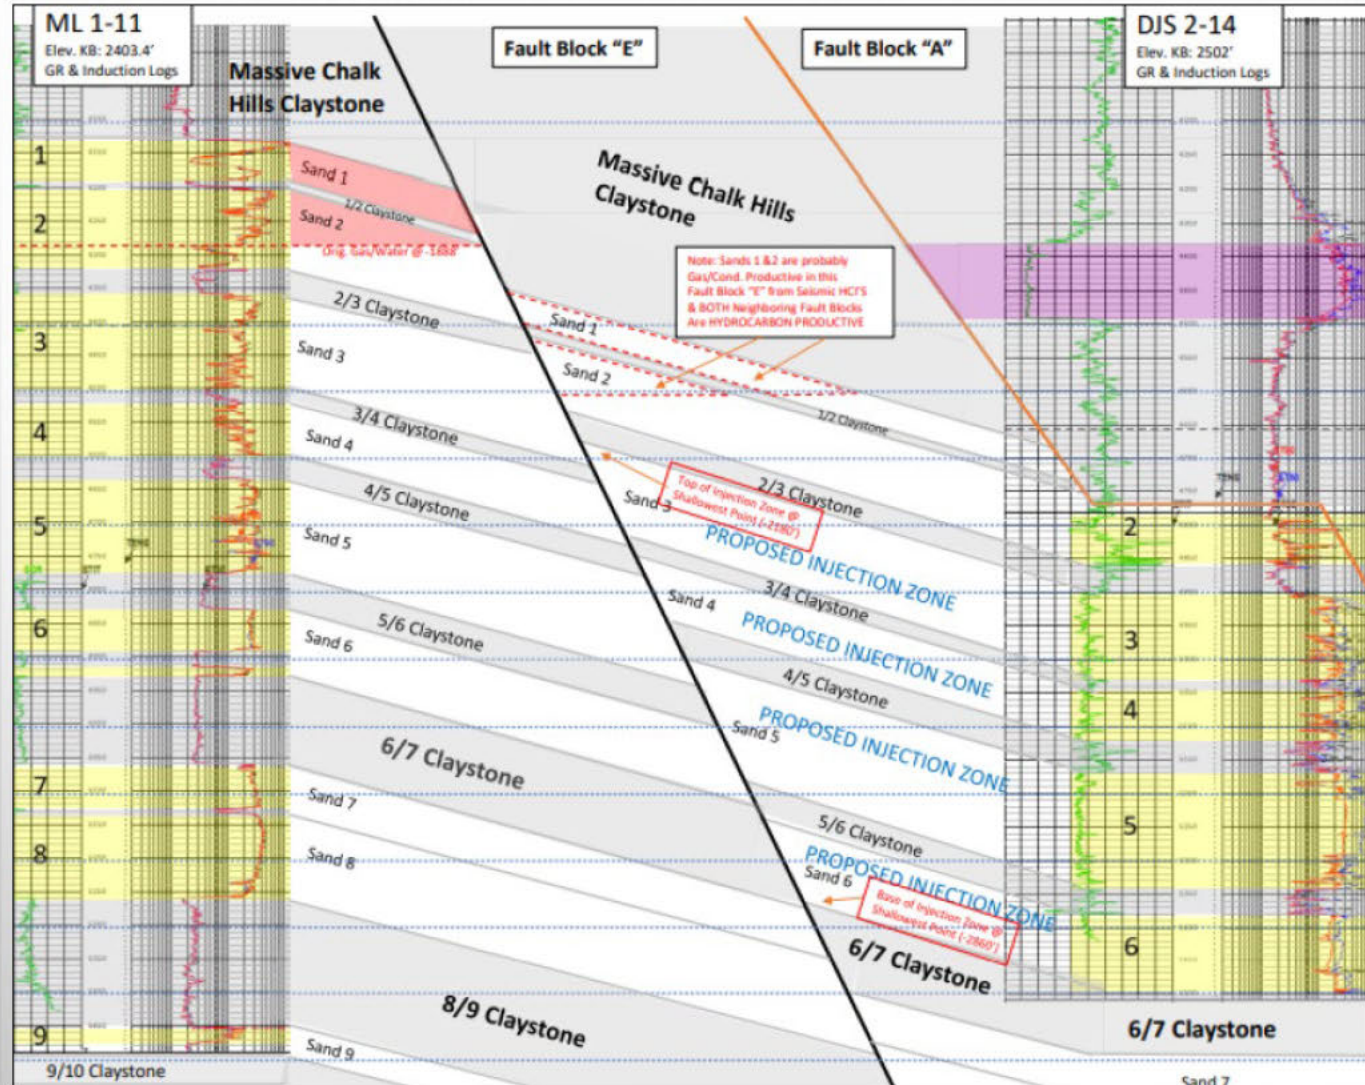 ML 1-11
Elev. KB: 2403.4'
GR & Induction Logs
Massive Chalk
Hills Claystone
Fault Block "E"
Fault Block "A"
DJS 2-14
Elev. KB: 2502'
GR & Induction Logs
1
2
3
4
5
6
7
8
9
Sand 1
1/2 Claystone
Sand 2
Orig. Gas/Water @ -1688'
2/3 Claystone
Sand 3
3/4 Claystone
Sand 4
4/5 Claystone
Sand 5
5/6 Claystone
Sand 6
6/7 Claystone
Sand 7
Sand 8
8/9 Claystone
Sand 9
9/10 Claystone
Massive Chalk Hills
Claystone
Note: Sands 1 &2 are probably
Gas/Cond. Productive in this
Fault Block "E" from Seismic HCI'S
& BOTH Neighboring Fault Blocks
Are HYDROCARBON PRODUCTIVE
Sand 1
Sand 2
1/2 Claystone
2/3 Claystone
Top of Injection Zone @
Shallowest Point (-2180')
Sand 3
PROPOSED INJECTION ZONE
3/4 Claystone
Sand 4
PROPOSED INJECTION ZONE
4/5 Claystone
Sand 5
PROPOSED INJECTION ZONE
5/6 Claystone
PROPOSED INJECTION ZONE
Sand 6
Base of Injection Zone @
Shallowest Point (-2860')
6/7 Claystone
2
3
4
5
6
6/7 Claystone
Sand 7